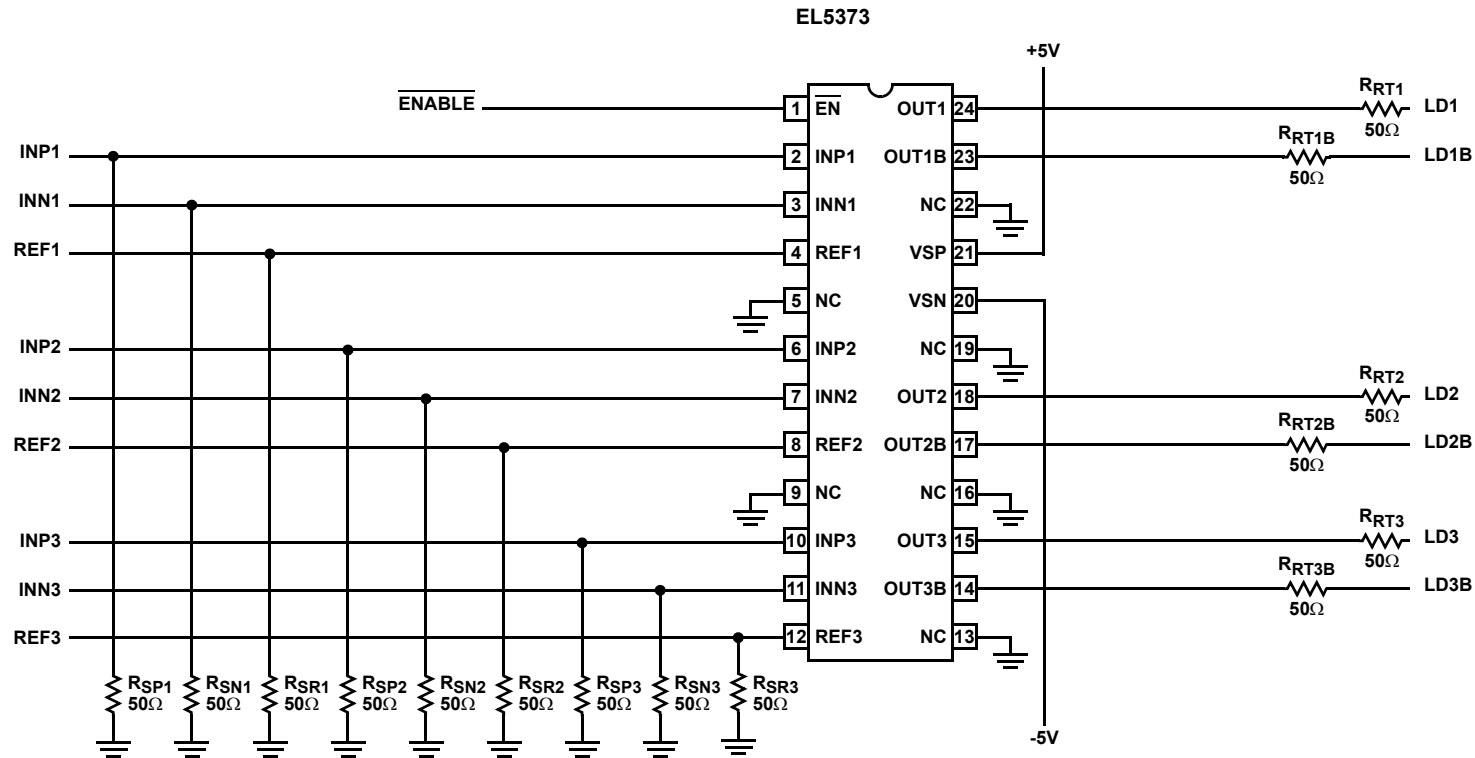 EL5373
+5V
ENABLE
1 EN OUT1 24
RRT1
50Ω
LD1
INP1
2 INP1 OUT1B 23
RRT1B
50Ω
LD1B
INN1
3 INN1 NC 22
REF1
4 REF1 VSP 21
5 NC VSN 20
INP2
6 INP2 NC 19
INN2
7 INN2 OUT2 18
RRT2
50Ω
LD2
REF2
8 REF2 OUT2B 17
RRT2B
50Ω
LD2B
9 NC NC 16
INP3
10 INP3 OUT3 15
RRT3
50Ω
LD3
INN3
11 INN3 OUT3B 14
RRT3B
50Ω
LD3B
REF3
12 REF3 NC 13
RSP1
50Ω
RSN1
50Ω
RSR1
50Ω
RSP2
50Ω
RSN2
50Ω
RSR2
50Ω
RSP3
50Ω
RSN3
50Ω
RSR3
50Ω
-5V